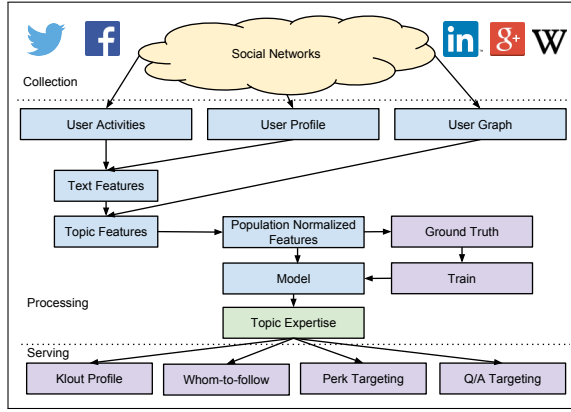 Social Networks
Collection
User Activities
User Profile
User Graph
Text Features
Topic Features
Population Normalized
Features
Ground Truth
Model
Train
Processing
Topic Expertise
Serving
Klout Profile
Whom-to-follow
Perk Targeting
Q/A Targeting
f
in
g+
W